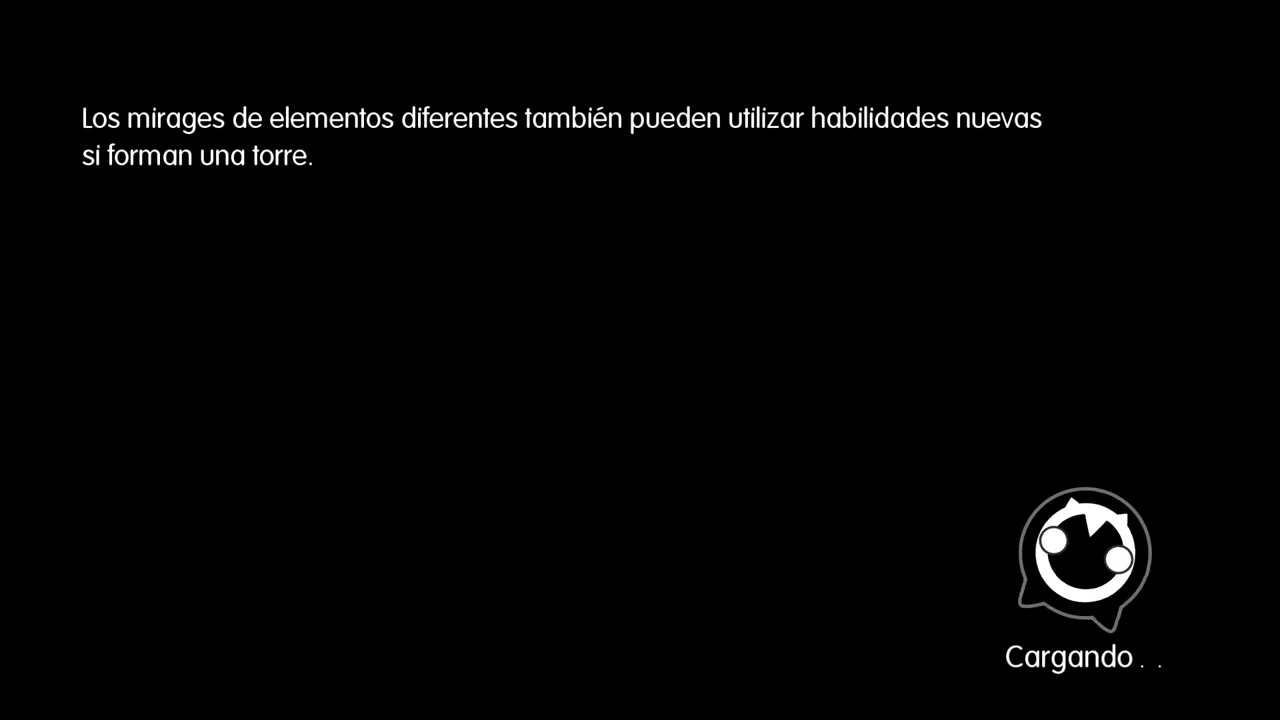 Los mirages de elementos diferentes también pueden utilizar habilidades nuevas
si forman una torre.
Cargando . .